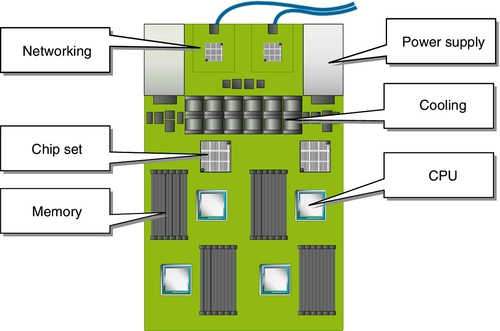 Networking
Power supply
Cooling
Chip set
CPU
Memory